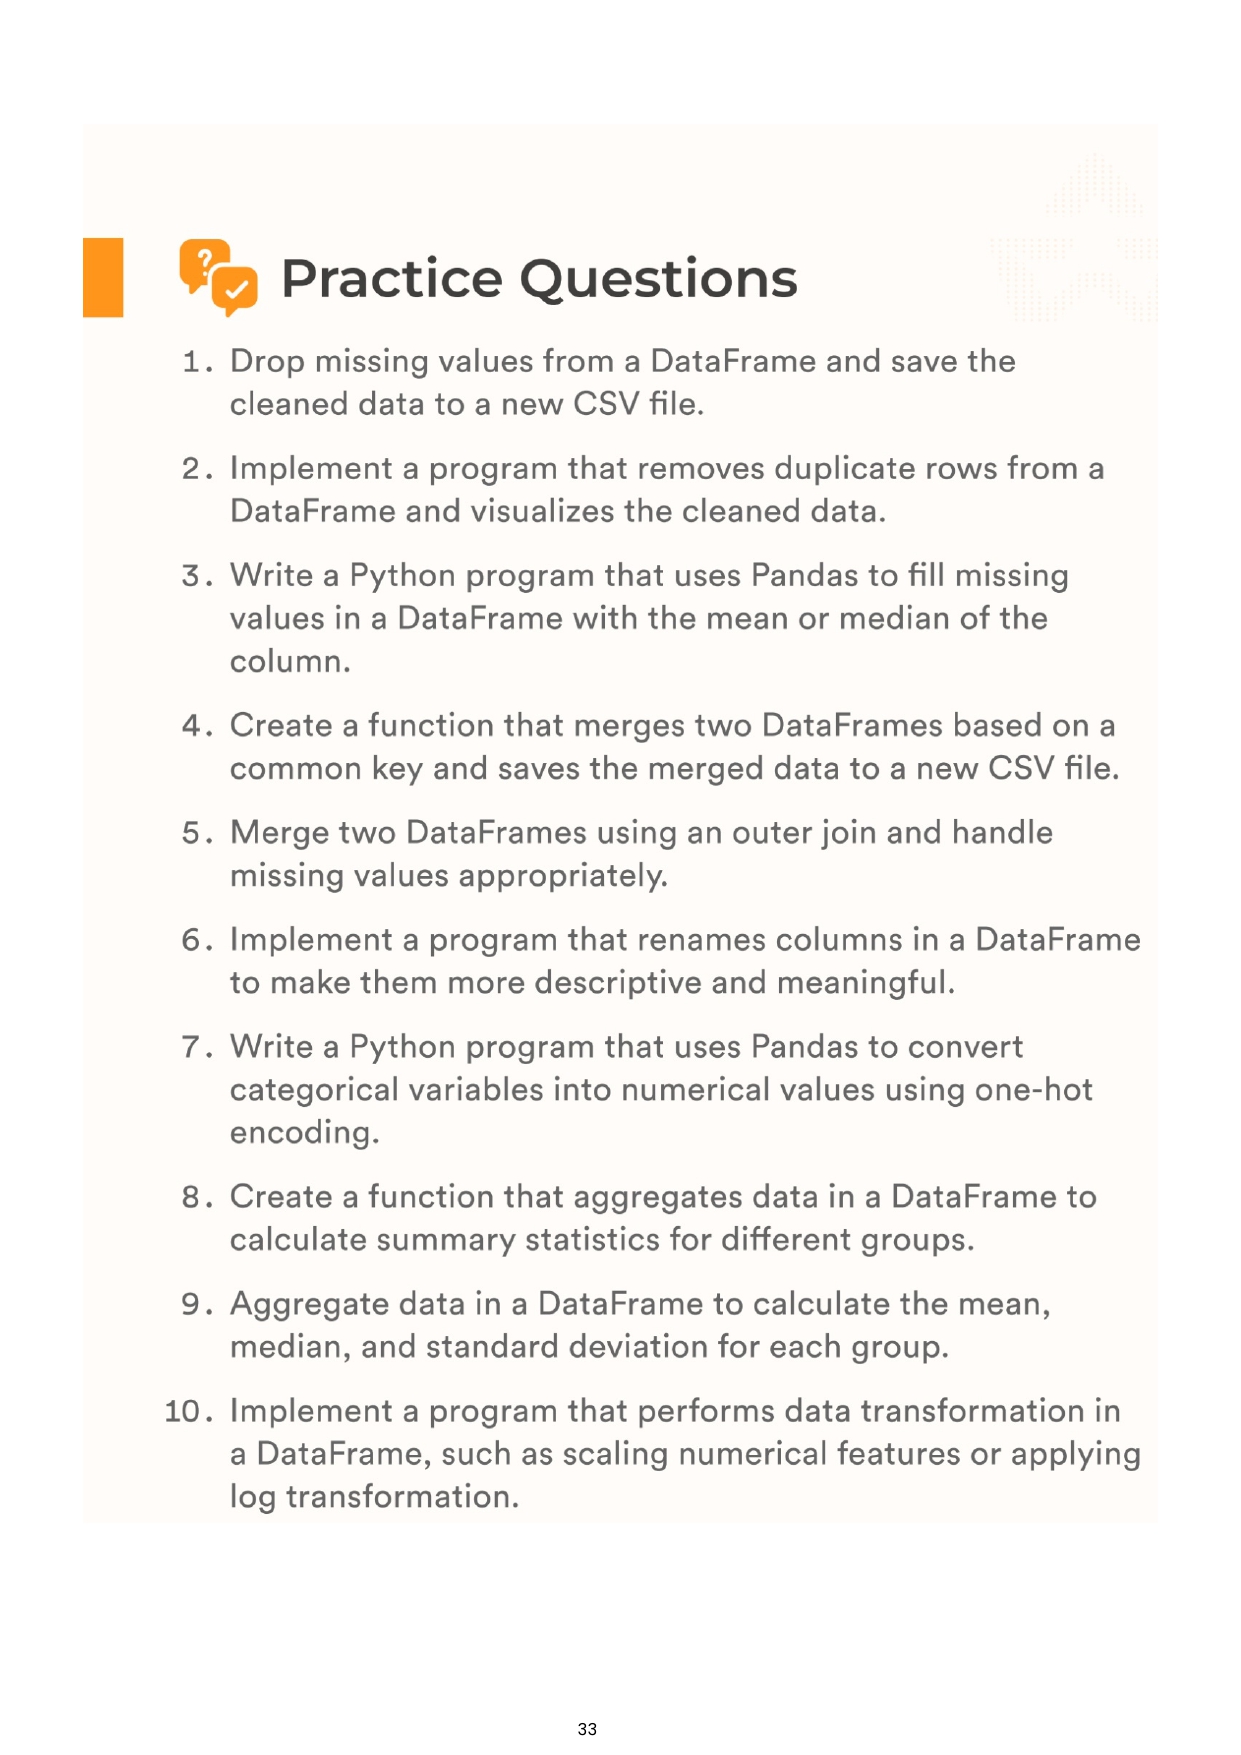 Practice Questions
1. Drop missing values from a DataFrame and save the
cleaned data to a new CSV file.
2. Implement a program that removes duplicate rows from a
DataFrame and visualizes the cleaned data.
3. Write a Python program that uses Pandas to fill missing
values in a DataFrame with the mean or median of the
column.
4. Create a function that merges two DataFrames based on a
common key and saves the merged data to a new CSV file.
5. Merge two DataFrames using an outer join and handle
missing values appropriately.
6. Implement a program that renames columns in a DataFrame
to make them more descriptive and meaningful.
7. Write a Python program that uses Pandas to convert
categorical variables into numerical values using one-hot
encoding.
8. Create a function that aggregates data in a DataFrame to
calculate summary statistics for different groups.
9. Aggregate data in a DataFrame to calculate the mean,
median, and standard deviation for each group.
10. Implement a program that performs data transformation in
a DataFrame, such as scaling numerical features or applying
log transformation.
33